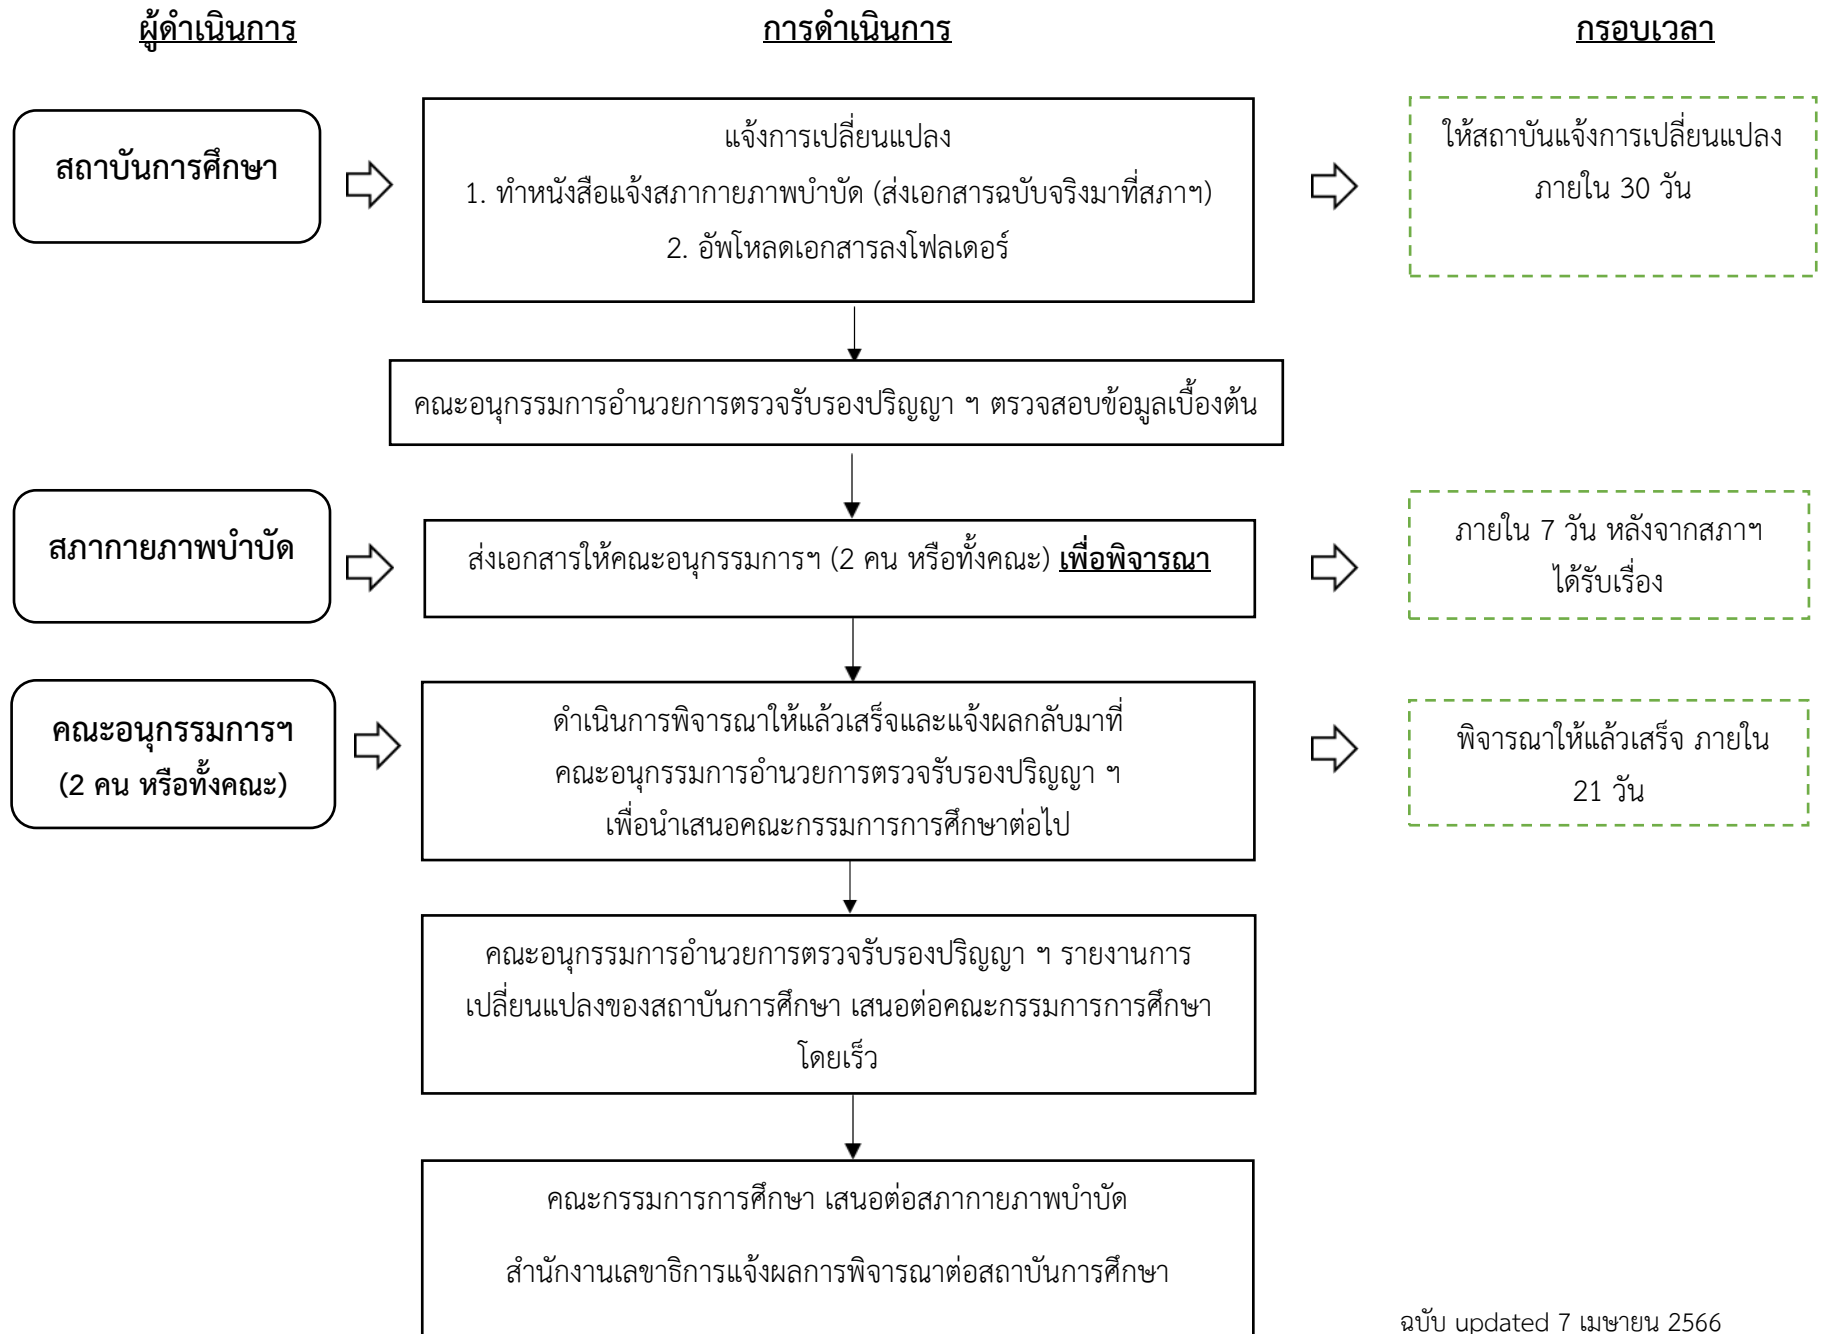 ผู้ดำเนินการ
การดำเนินการ
กรอบเวลา
สถาบันการศึกษา
แจ้งการเปลี่ยนแปลง
1. ทำหนังสือแจ้งสภากายภาพบำบัด (ส่งเอกสารฉบับจริงมาที่สภาฯ)
2. อัพโหลดเอกสารลงโฟลเดอร์
ให้สถาบันแจ้งการเปลี่ยนแปลง
ภายใน 30 วัน
คณะอนุกรรมการอำนวยการตรวจรับรองปริญญา ฯ ตรวจสอบข้อมูลเบื้องต้น
สภากายภาพบำบัด
ส่งเอกสารให้คณะอนุกรรมการฯ (2 คน หรือทั้งคณะ) เพื่อพิจารณา
ภายใน 7 วัน หลังจากสภาฯ
ได้รับเรื่อง
คณะอนุกรรมการฯ
(2 คน หรือทั้งคณะ)
ดำเนินการพิจารณาให้แล้วเสร็จและแจ้งผลกลับมาที่
คณะอนุกรรมการอำนวยการตรวจรับรองปริญญา ฯ
เพื่อนำเสนอคณะกรรมการการศึกษาต่อไป
พิจารณาให้แล้วเสร็จ ภายใน
21 วัน
คณะอนุกรรมการอำนวยการตรวจรับรองปริญญา ฯ รายงานการ
เปลี่ยนแปลงของสถาบันการศึกษา เสนอต่อคณะกรรมการการศึกษา
โดยเร็ว
คณะกรรมการการศึกษา เสนอต่อสภากายภาพบำบัด
สำนักงานเลขาธิการแจ้งผลการพิจารณาต่อสถาบันการศึกษา
ฉบับ updated 7 เมษายน 2566